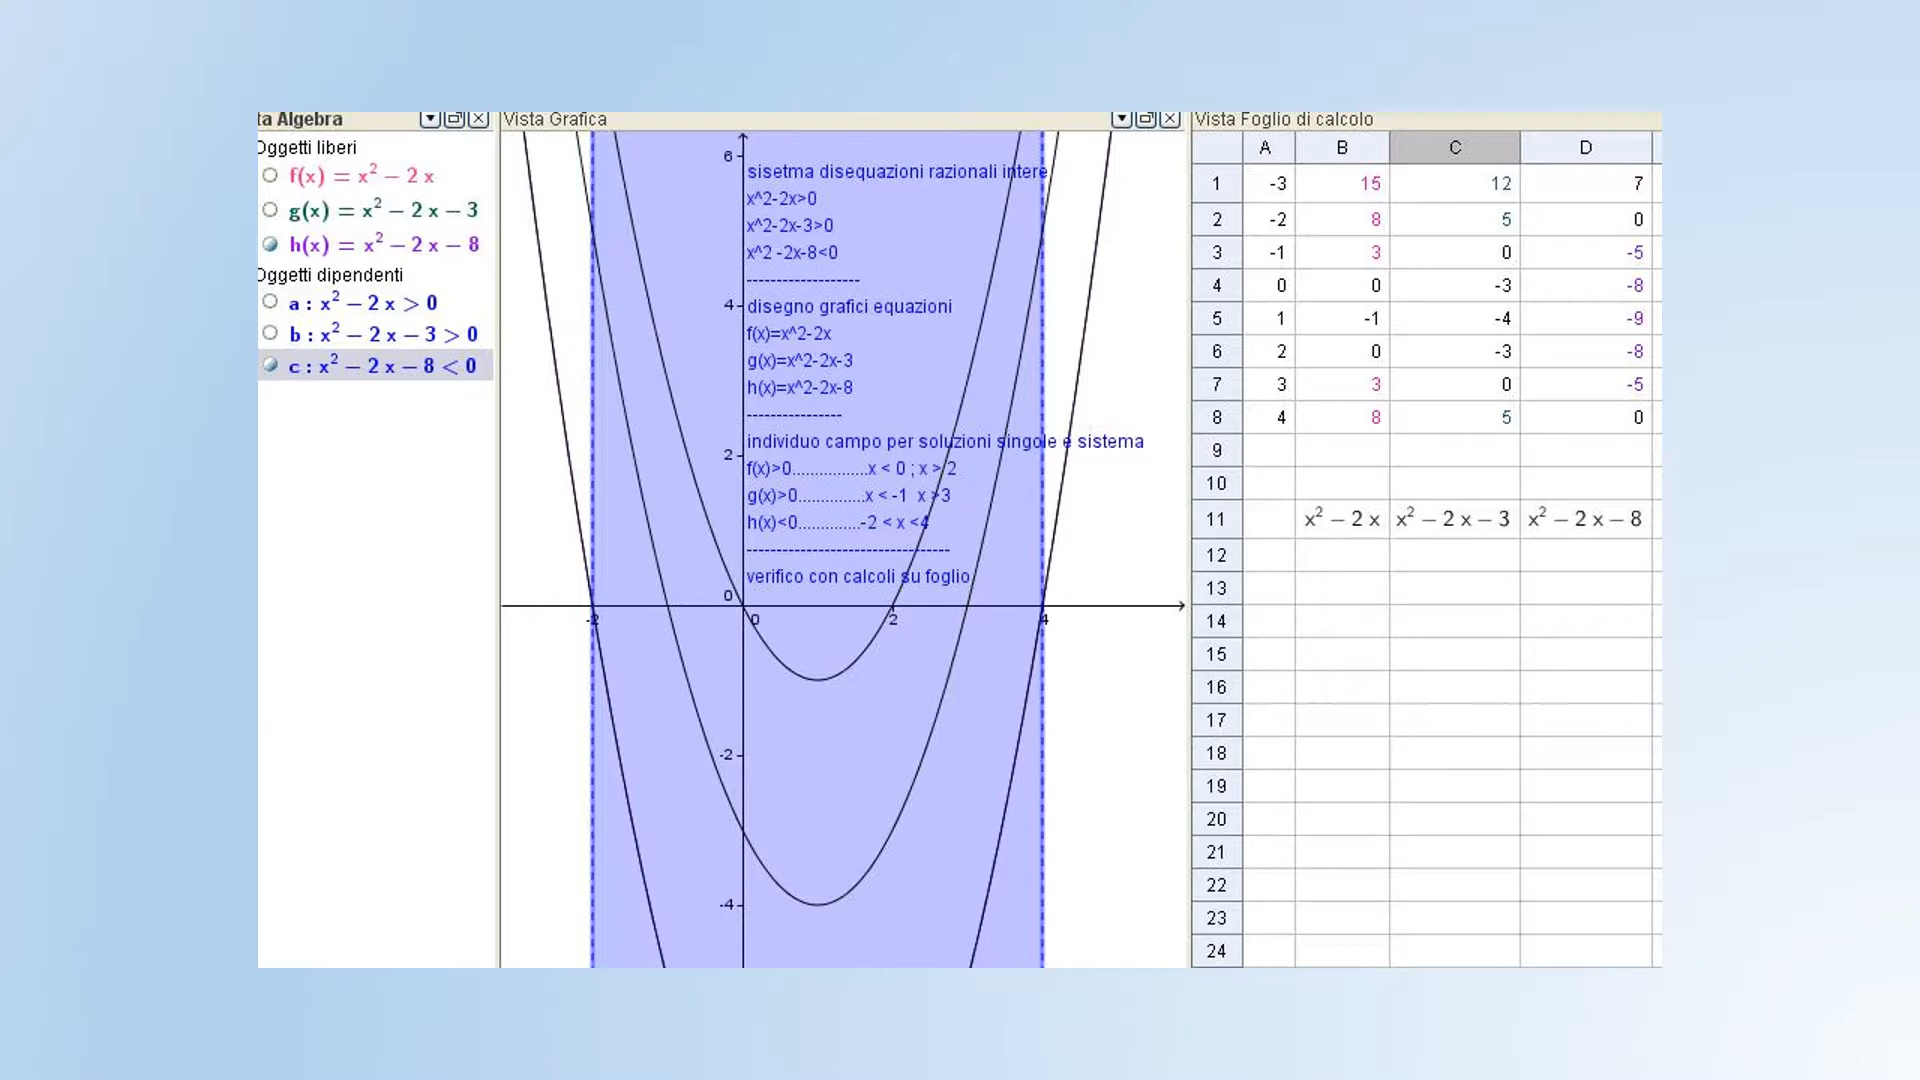 ta Algebra
Oggetti liberi
f(x) = x² − 2 x
g(x) = x² − 2 x − 3
h(x) = x² − 2 x − 8
Oggetti dipendenti
a : x² − 2 x > 0
b : x² − 2 x − 3 > 0
c : x² − 2 x − 8 < 0
Vista Grafica
6
4
2
0
-2
-4
-2
0
2
4
sisetma disequazioni razionali intere
x^2-2x>0
x^2-2x-3>0
x^2 -2x-8<0
-------------------
disegno grafici equazioni
f(x)=x^2-2x
g(x)=x^2-2x-3
h(x)=x^2-2x-8
----------------
individuo campo per soluzioni singole e sistema
f(x)>0................x < 0 ; x > 2
g(x)>0..............x < -1  x >3
h(x)<0.............-2 < x <4
----------------------------------
verifico con calcoli su foglio
Vista Foglio di calcolo
A B C D
1 -3 15 12 7
2 -2 8 5 0
3 -1 3 0 -5
4 0 0 -3 -8
5 1 -1 -4 -9
6 2 0 -3 -8
7 3 3 0 -5
8 4 8 5 0
9
10
11 x² − 2 x x² − 2 x − 3 x² − 2 x − 8
12
13
14
15
16
17
18
19
20
21
22
23
24